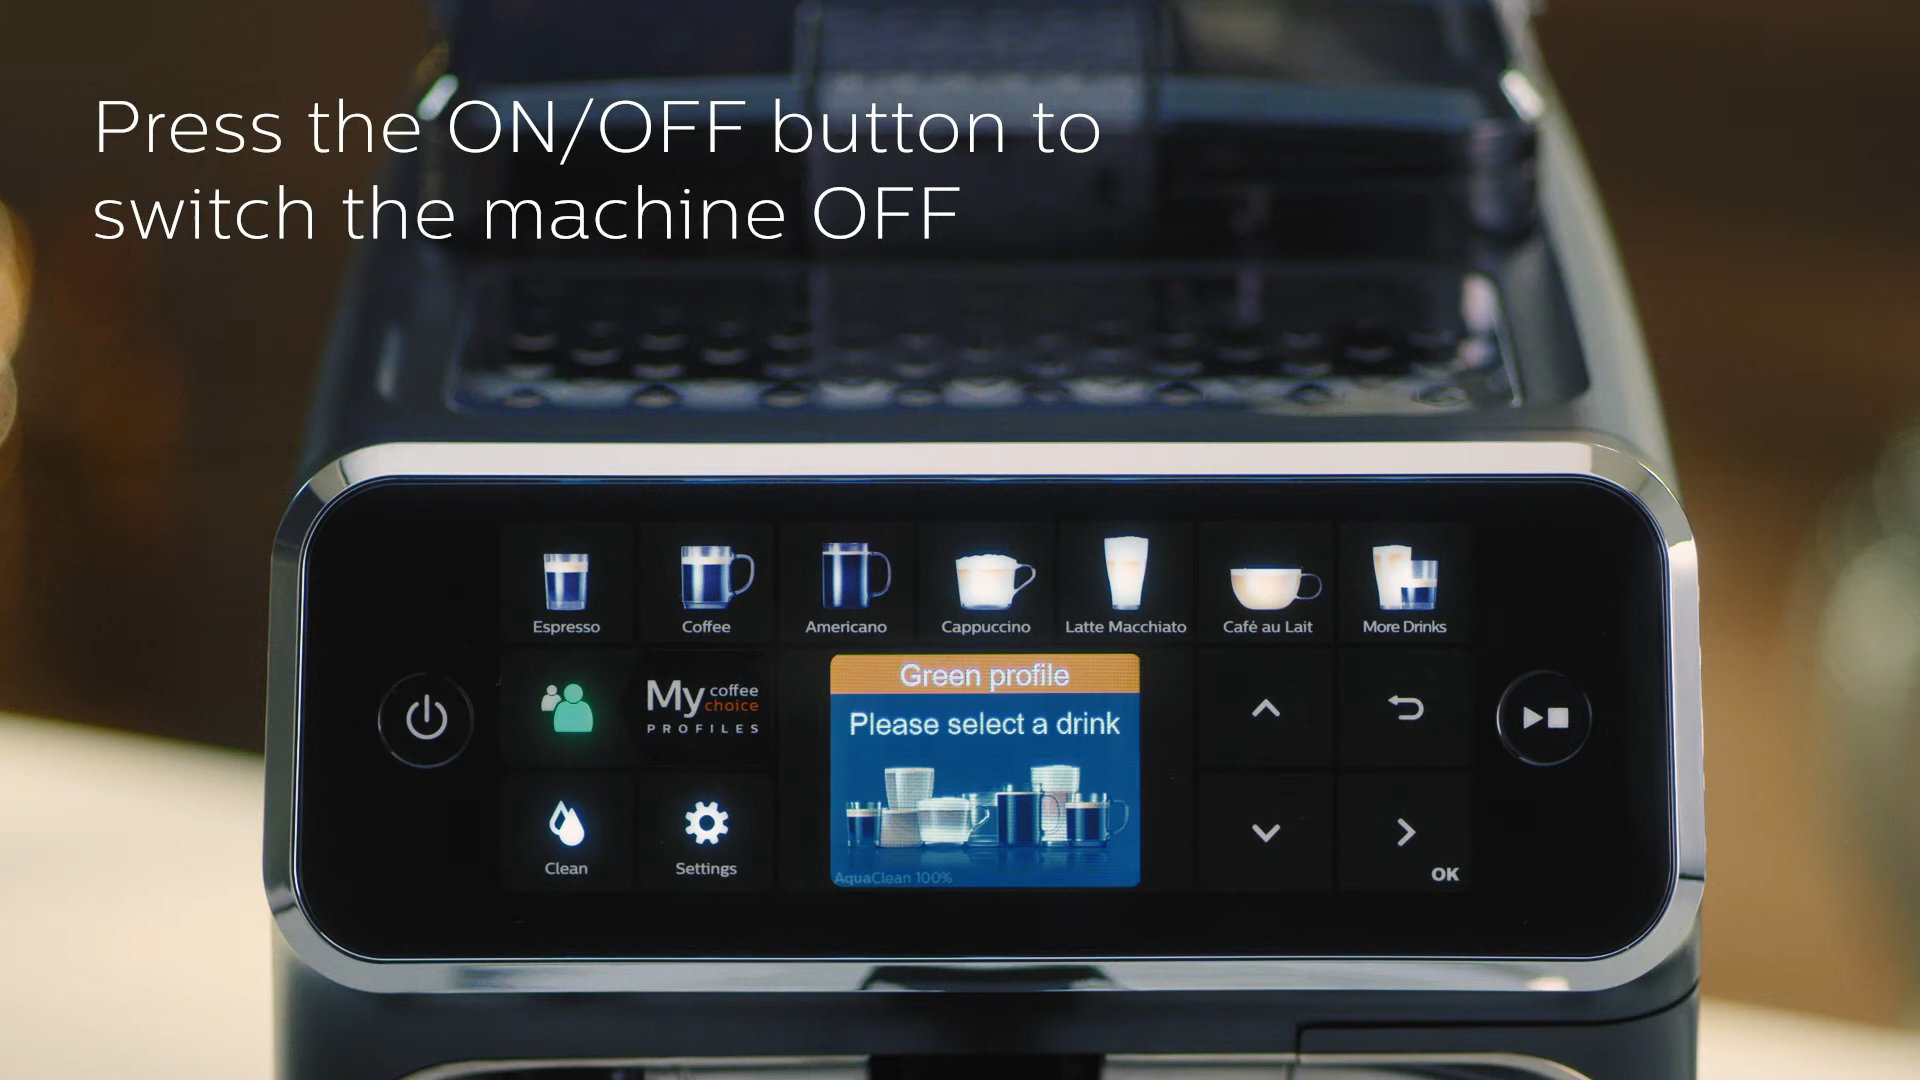 Press the ON/OFF button to
switch the machine OFF
Espresso
Coffee
Americano
Cappuccino
Latte Macchiato
Café au Lait
More Drinks
My coffee choice
PROFILES
Green profile
Please select a drink
AquaClean 100%
Clean
Settings
OK